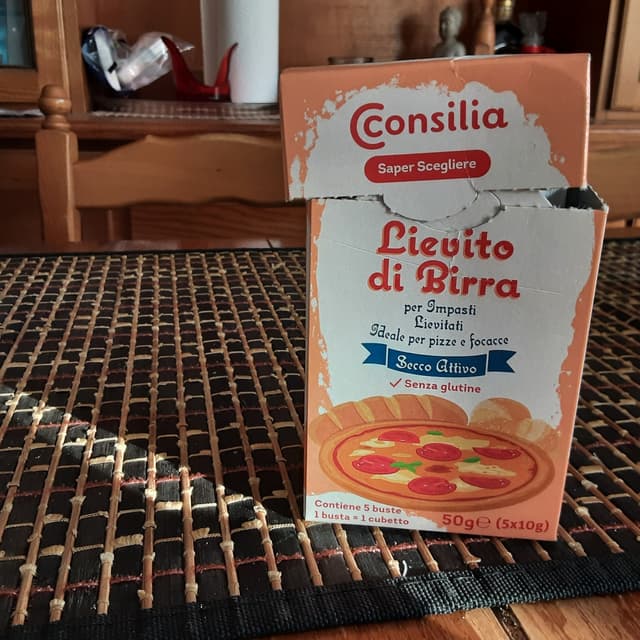 Consilia
Saper Scegliere
Lievito
di Birra
per Impasti
Lievitati
Ideale per pizze e focacce
Secco Attivo
Senza glutine
Contiene 5 buste
1 busta = 1 cubetto
50g℮ (5x10g)